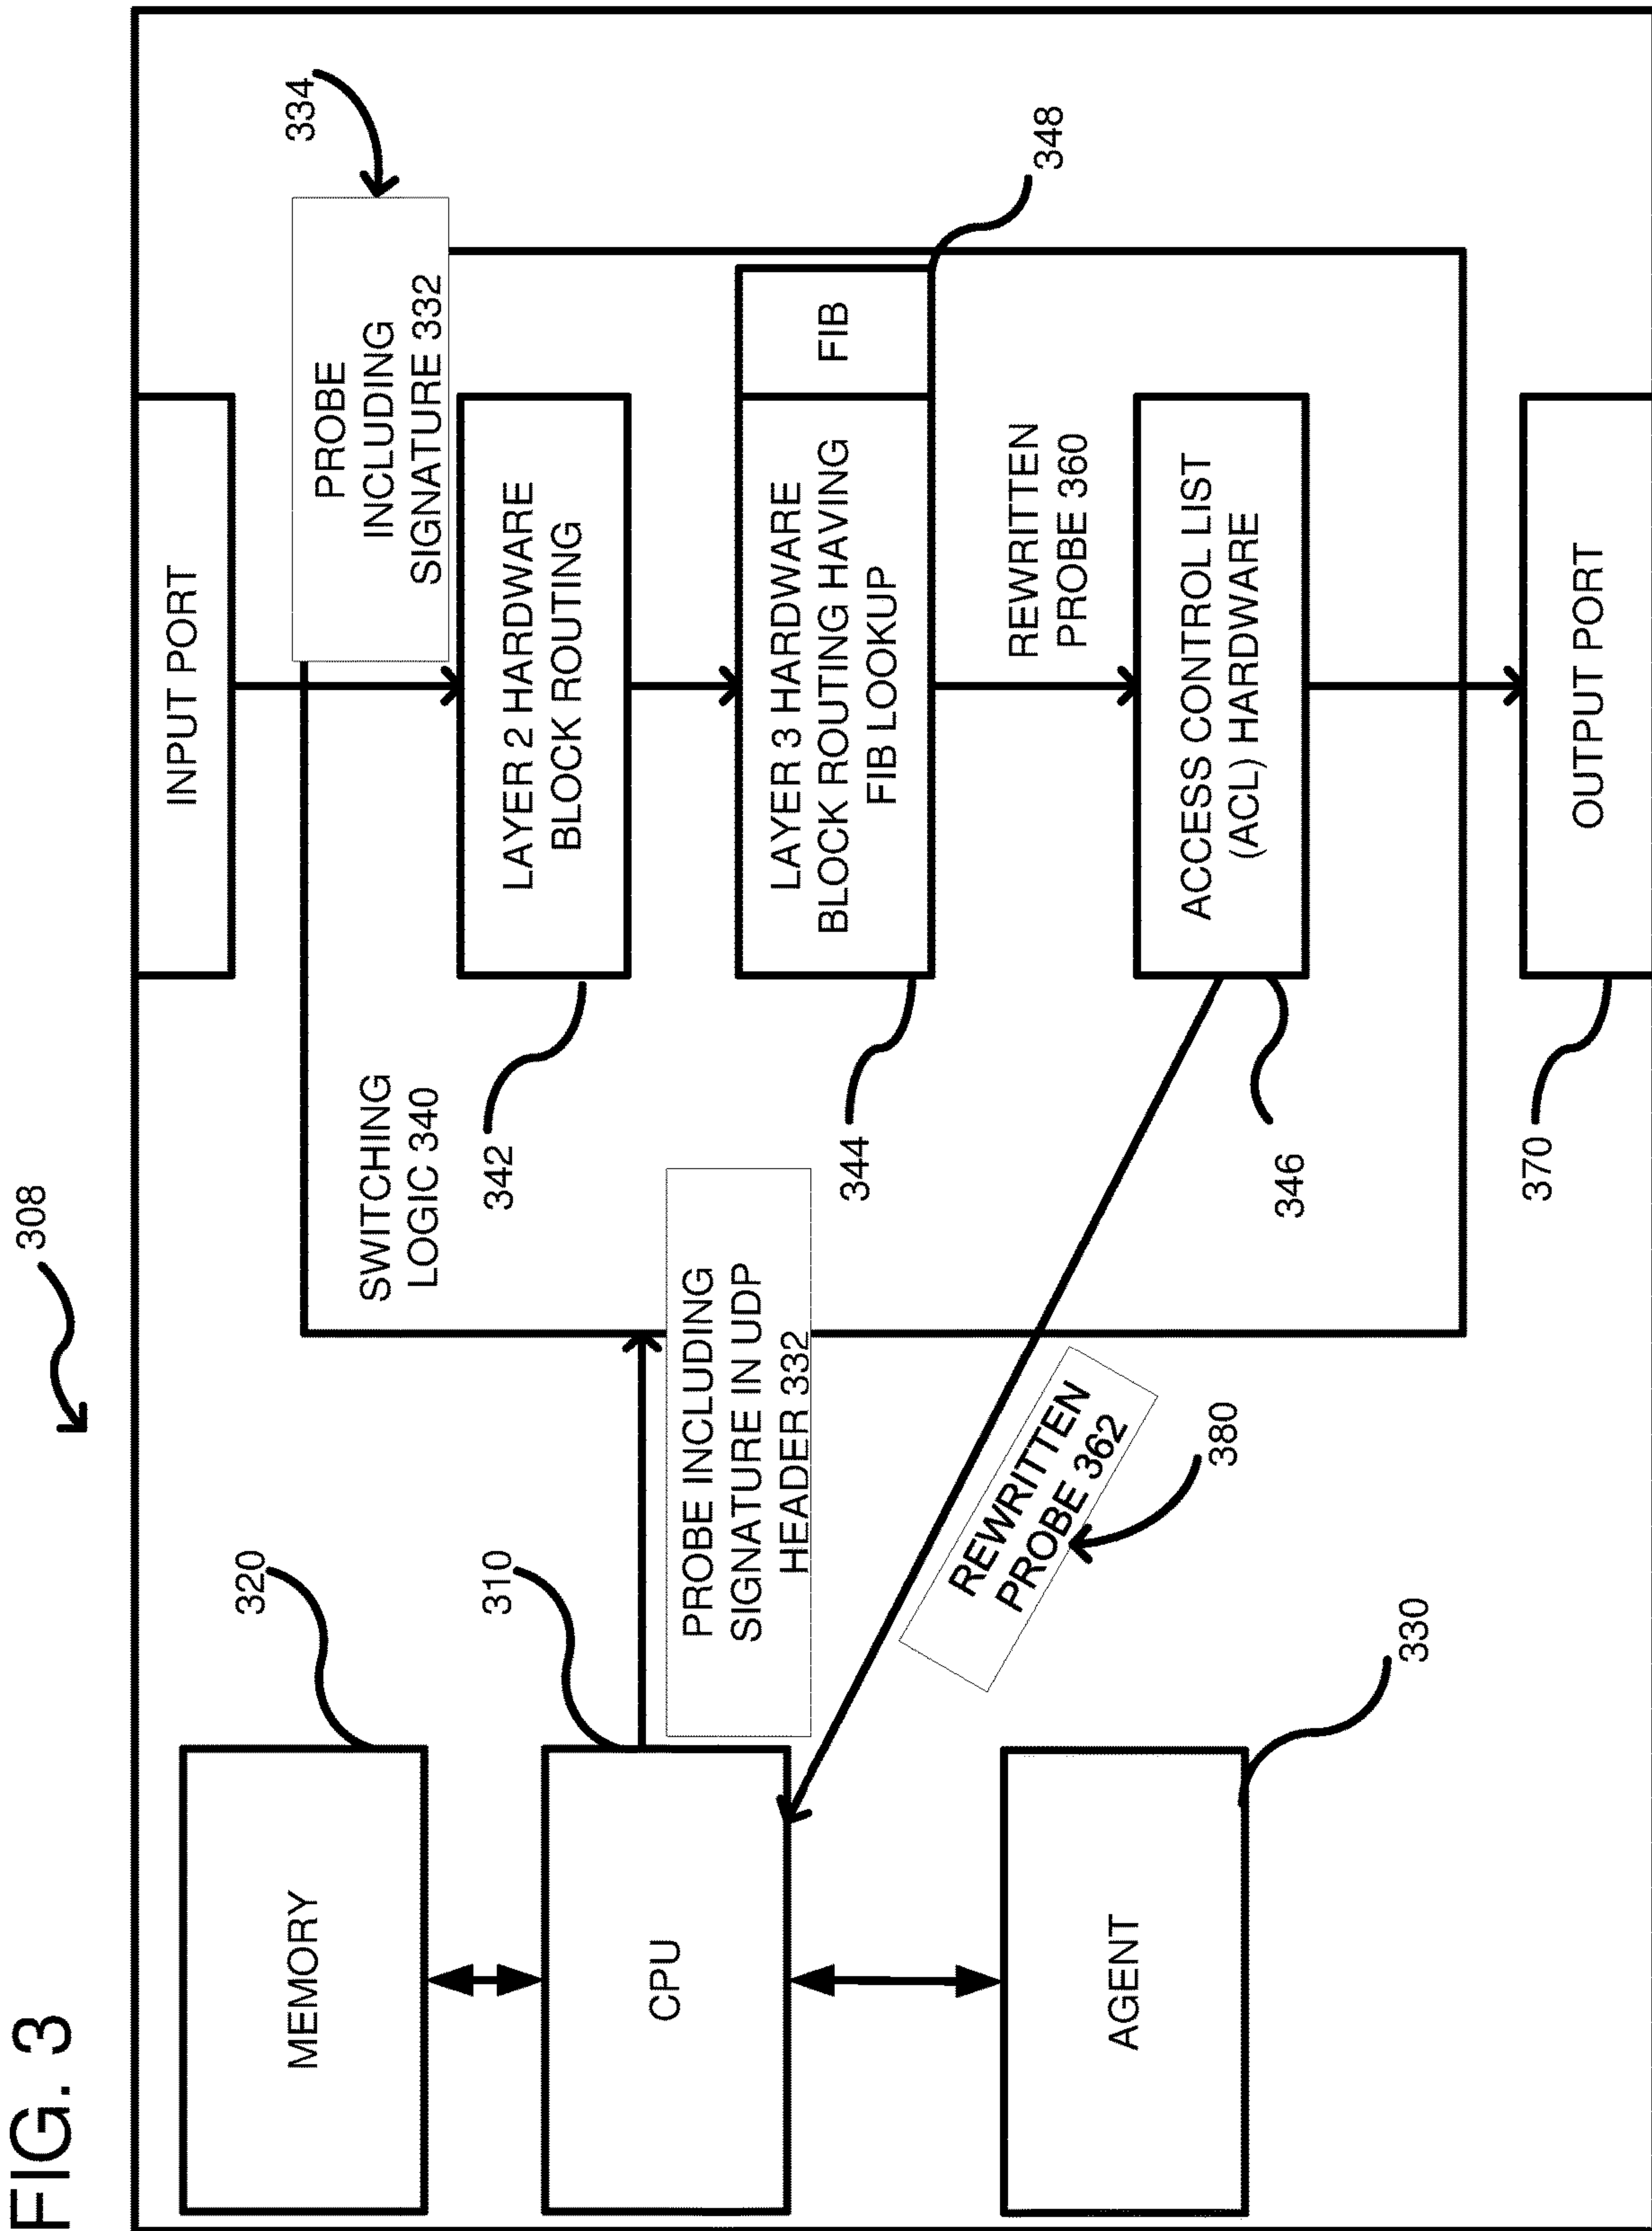 FIG. 3
308
MEMORY
320
CPU
310
AGENT
330
PROBE INCLUDING
SIGNATURE IN UDP
HEADER 332
REWRITTEN
PROBE 362
380
SWITCHING
LOGIC 340
INPUT PORT
PROBE
INCLUDING
SIGNATURE 332
334
LAYER 2 HARDWARE
BLOCK ROUTING
342
LAYER 3 HARDWARE
BLOCK ROUTING HAVING
FIB LOOKUP
FIB
344
348
REWRITTEN
PROBE 360
ACCESS CONTROL LIST
(ACL) HARDWARE
346
OUTPUT PORT
370